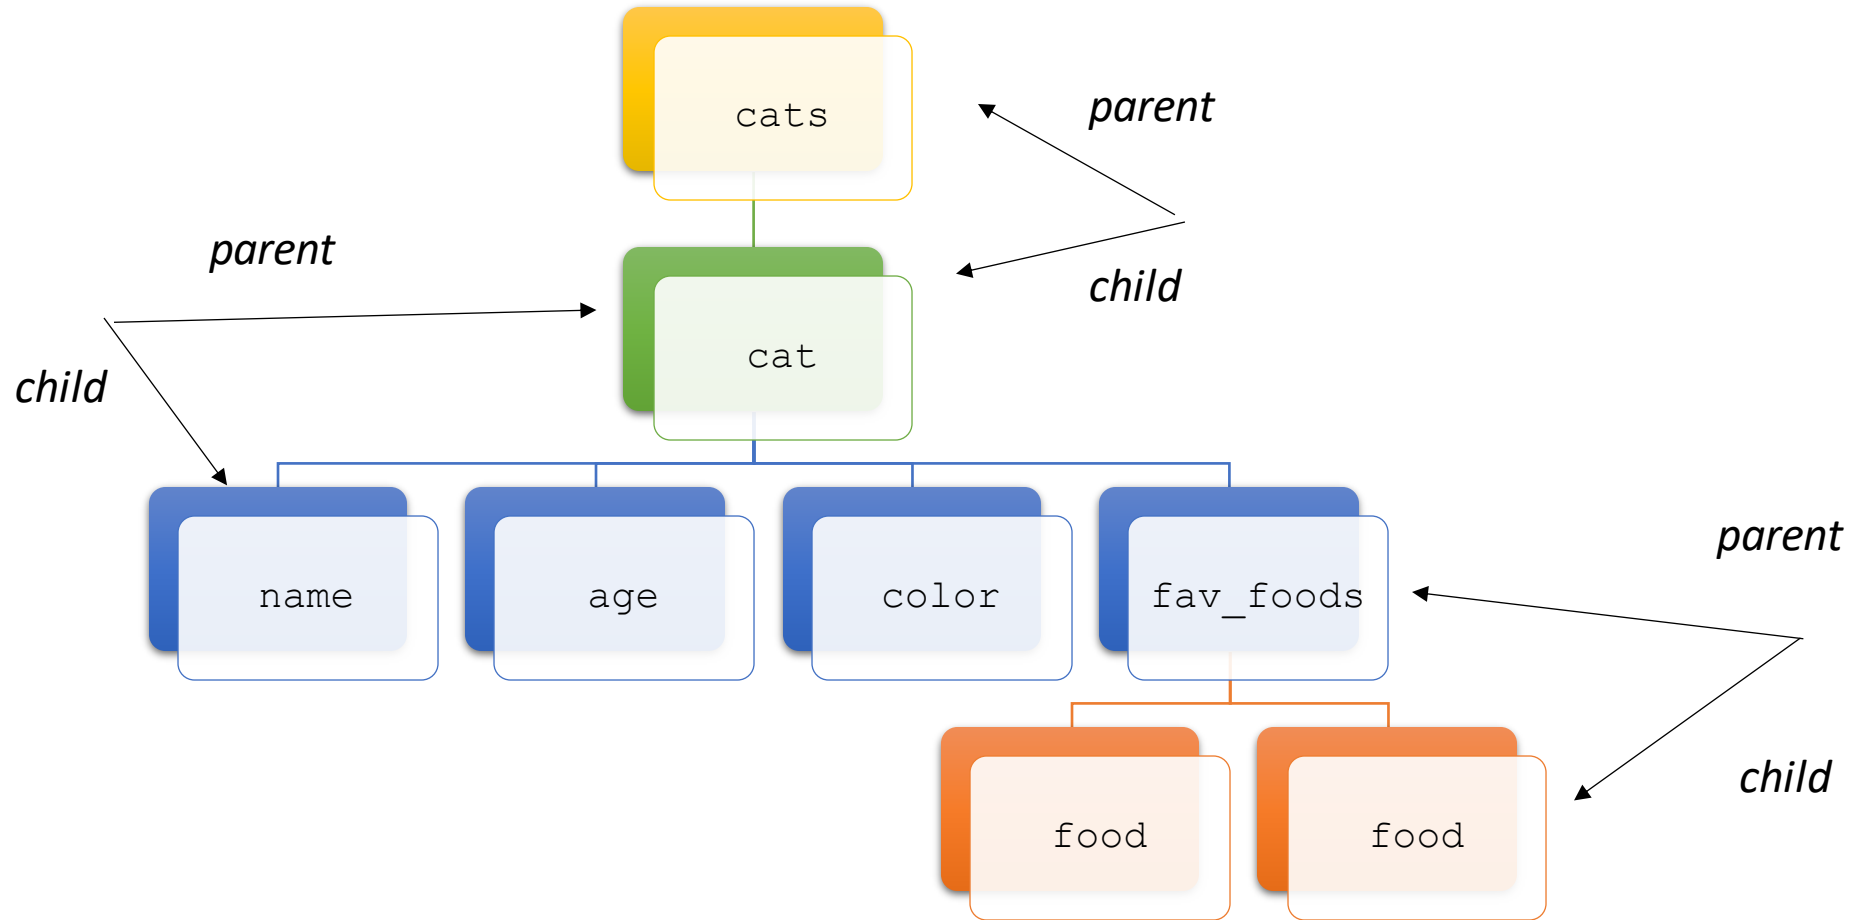 cats
parent
parent
child
cat
child
name
age
color
fav_foods
parent
child
food
food